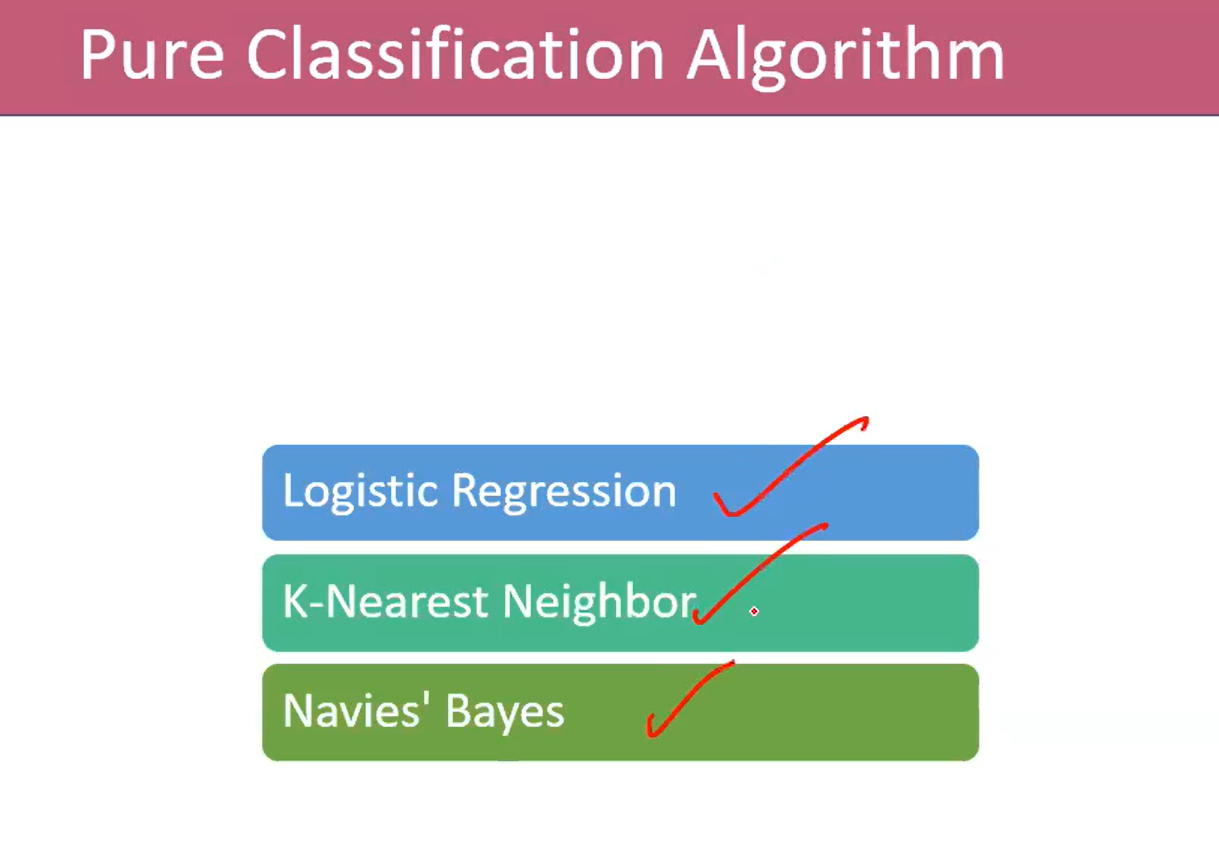 Pure Classification Algorithm
Logistic Regression
K-Nearest Neighbor
Navies' Bayes